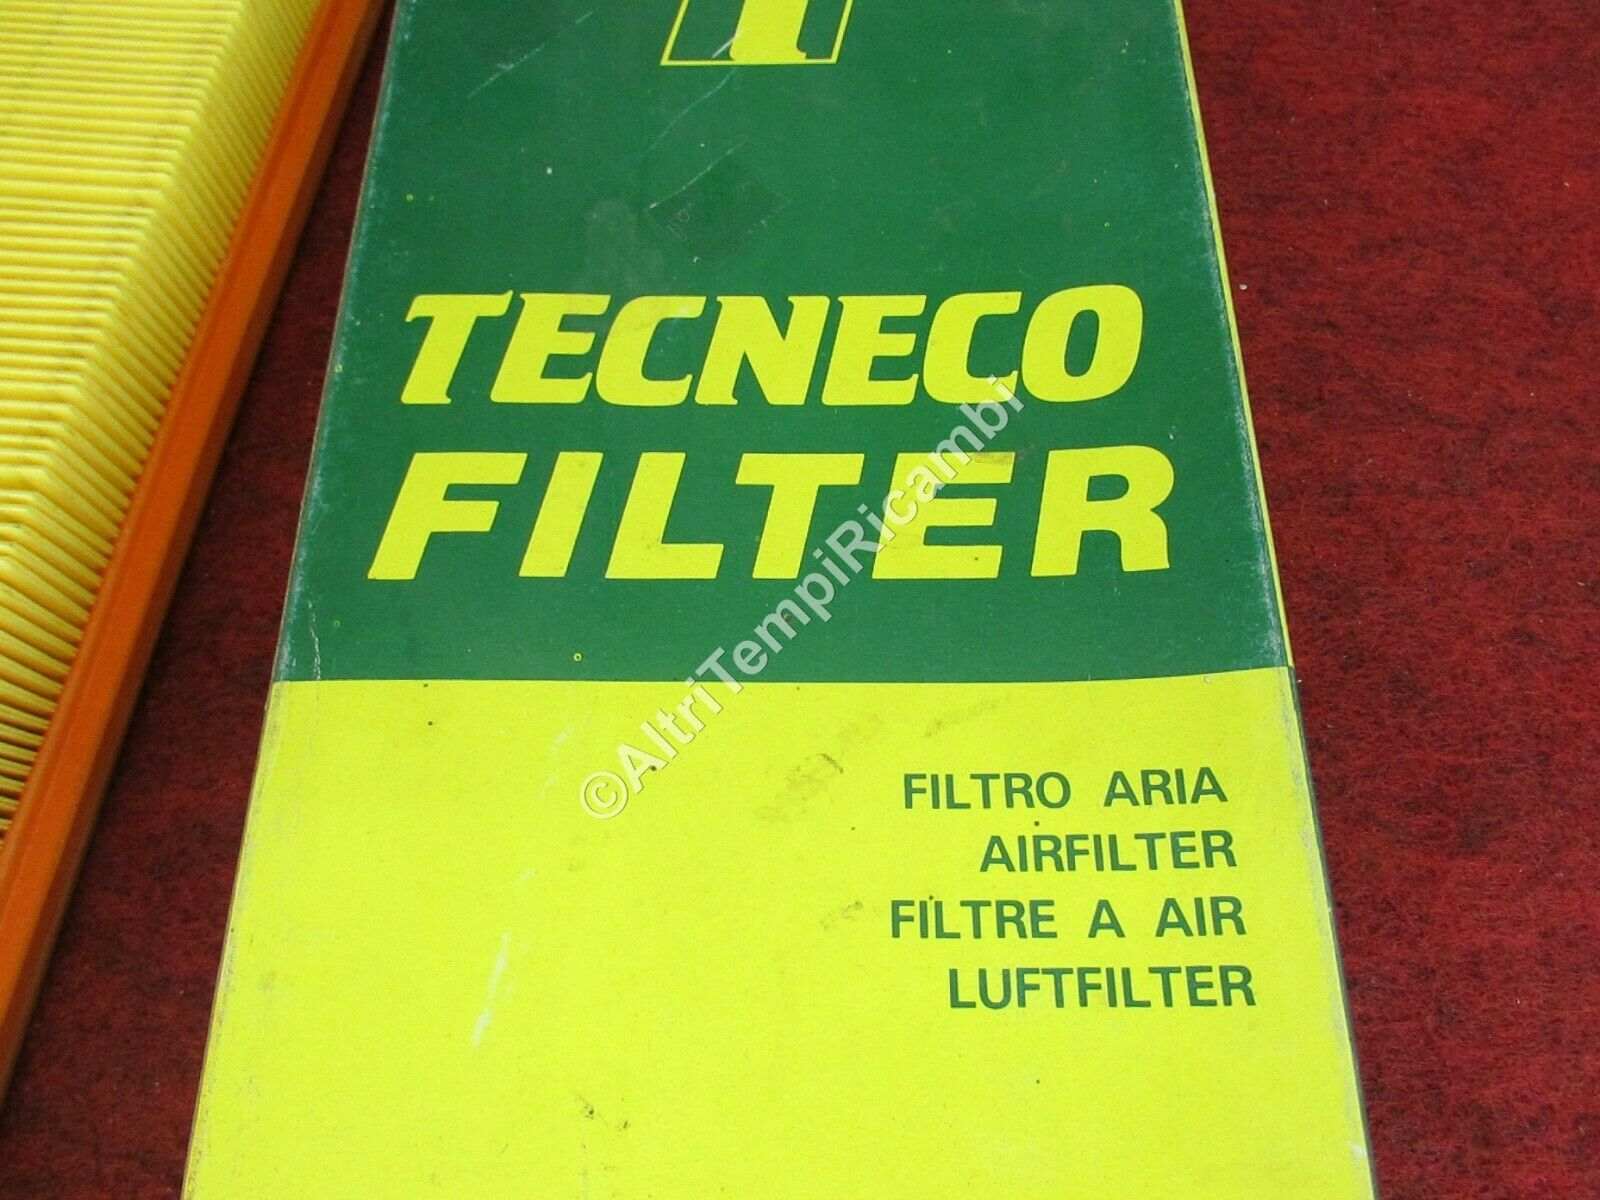 T
TECNECO
FILTER
©AltriTempiRicambi
FILTRO ARIA
AIRFILTER
FILTRE A AIR
LUFTFILTER